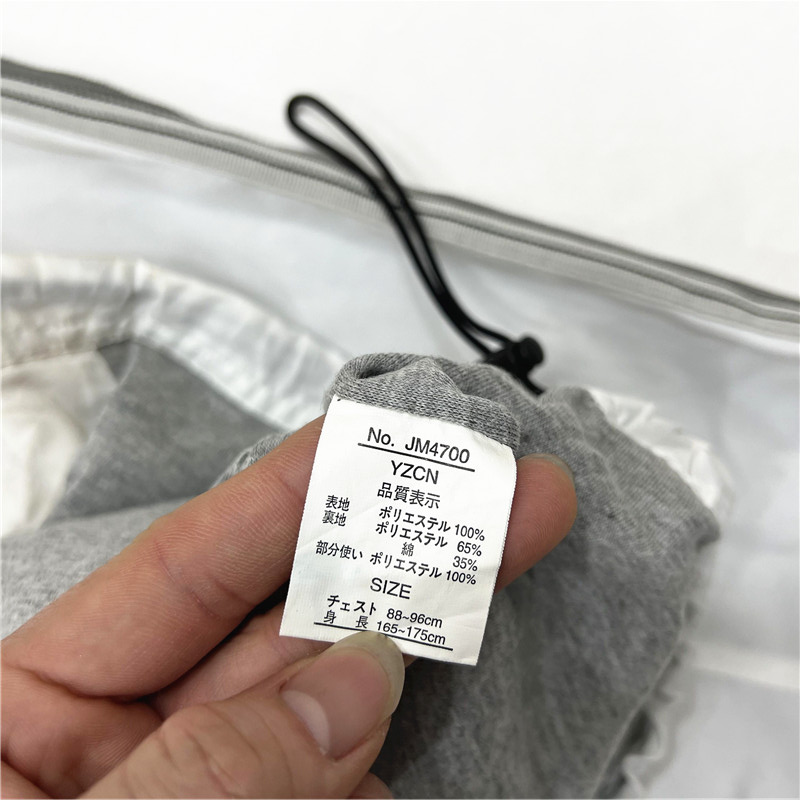 No. JM4700
YZCN
品質表示
表地 ポリエステル 100%
裏地 ポリエステル 65%
綿 35%
部分使い ポリエステル 100%
SIZE
チェスト 88~96cm
身 長 165~175cm